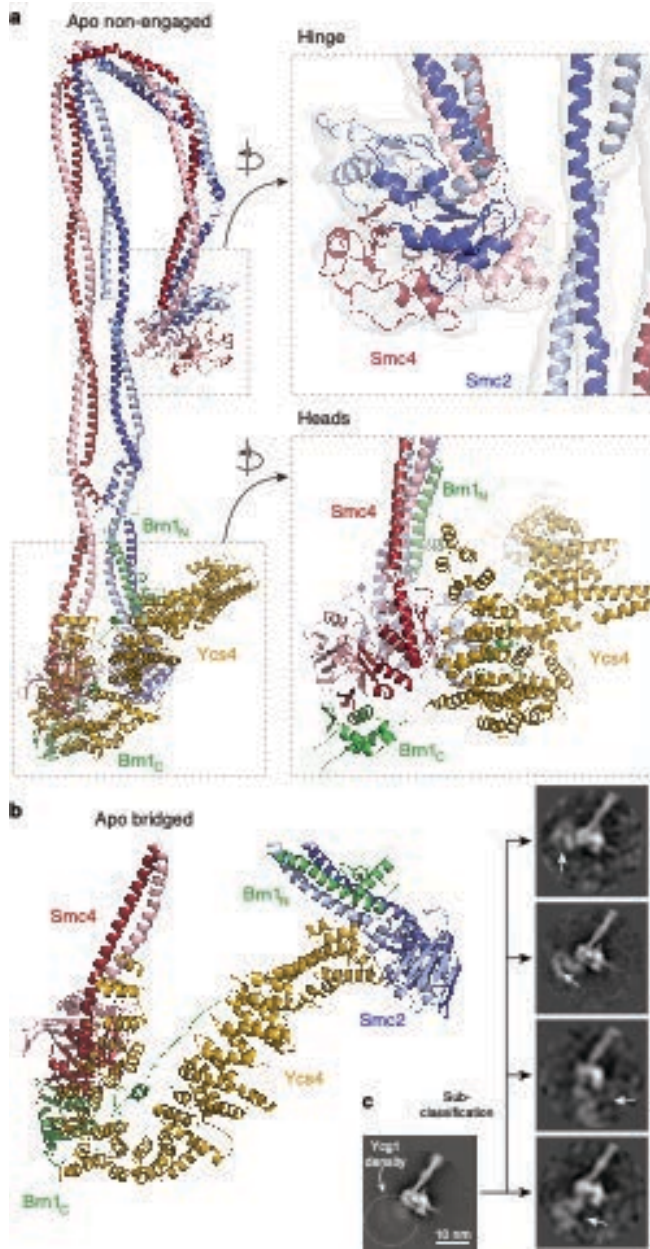 a
Apo non-engaged
Hinge
Smc4
Smc2
Heads
Brn1N
Ycs4
Brn1C
Smc4
Brn1N
Ycs4
Brn1C
b
Apo bridged
Smc4
Brn1N
Smc2
Ycs4
Brn1C
c
Sub-
classification
Ycg1
density
10 nm